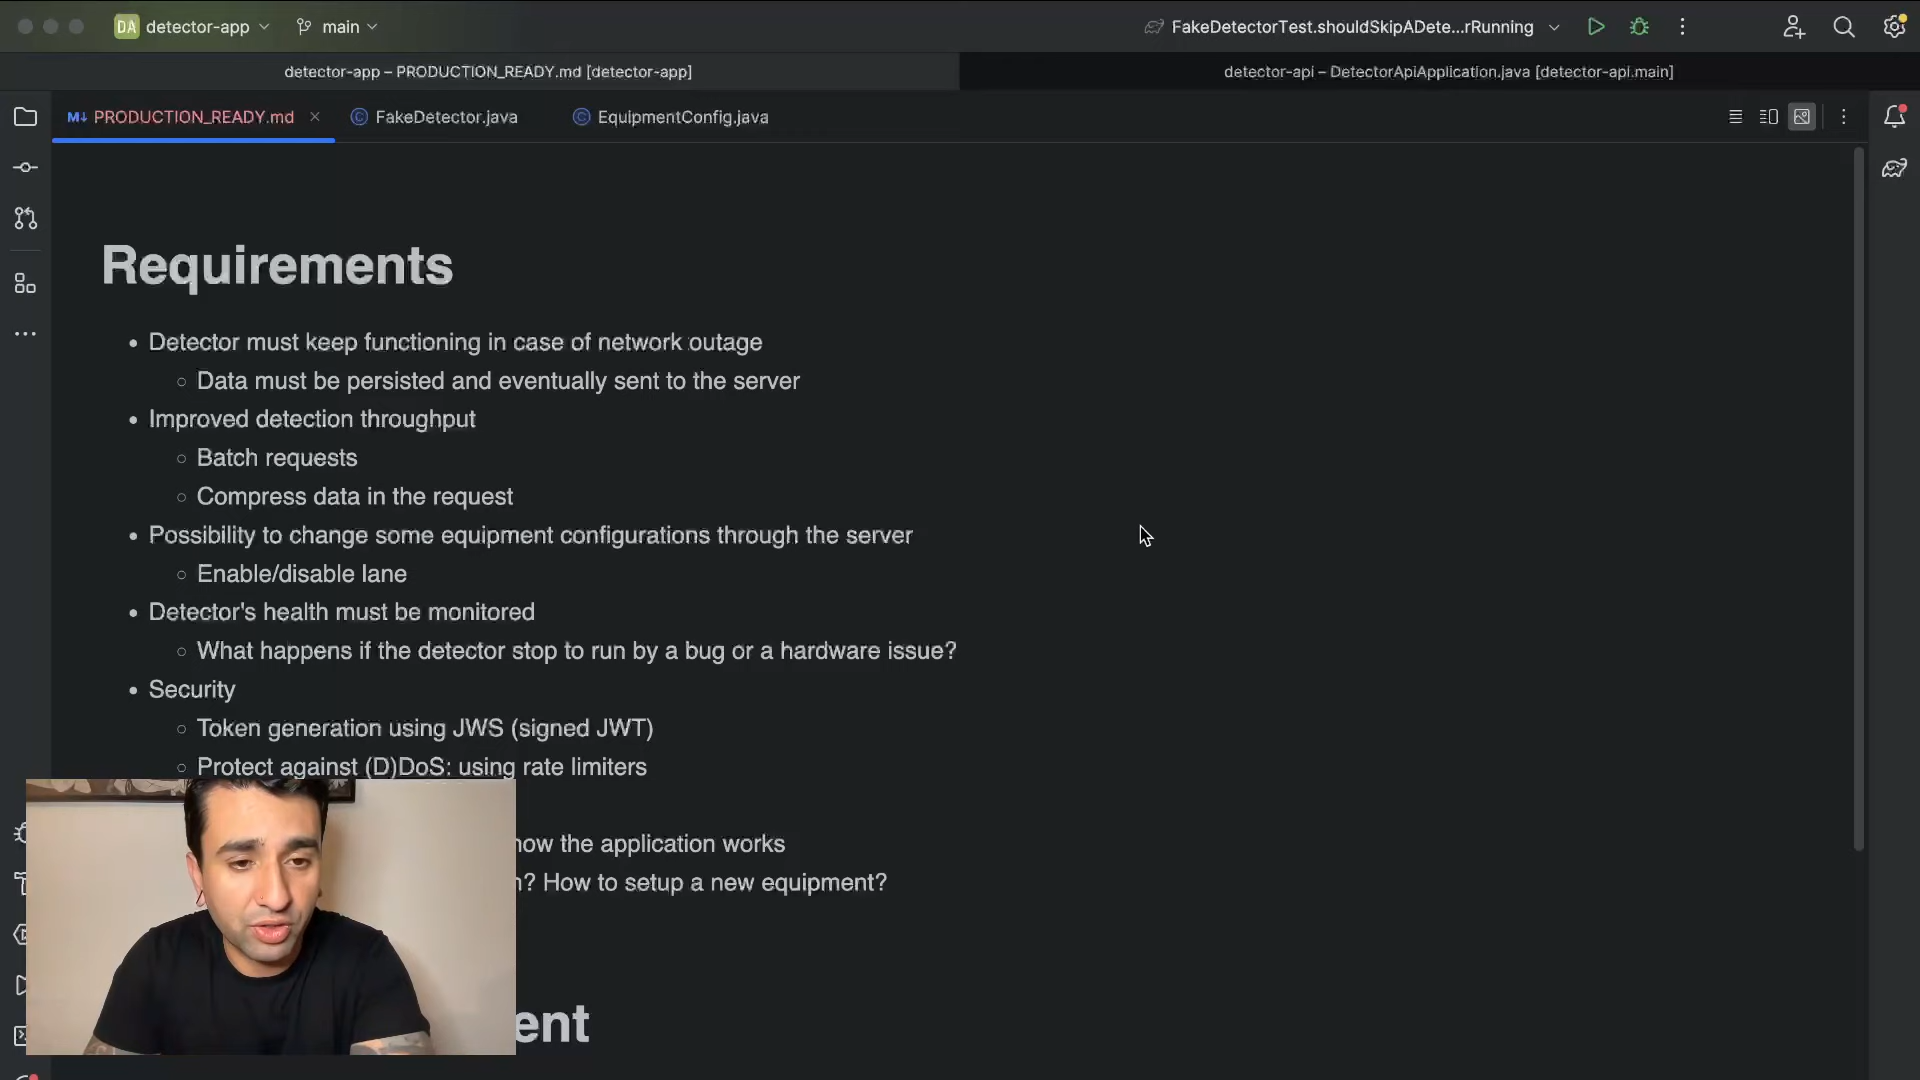 DA detector-app
main
FakeDetectorTest.shouldSkipADete...rRunning
detector-app – PRODUCTION_READY.md [detector-app]
detector-api – DetectorApiApplication.java [detector-api.main]
M↓ PRODUCTION_READY.md
FakeDetector.java
EquipmentConfig.java
Requirements
Detector must keep functioning in case of network outage
Data must be persisted and eventually sent to the server
Improved detection throughput
Batch requests
Compress data in the request
Possibility to change some equipment configurations through the server
Enable/disable lane
Detector's health must be monitored
What happens if the detector stop to run by a bug or a hardware issue?
Security
Token generation using JWS (signed JWT)
Protect against (D)DoS: using rate limiters
how the application works
? How to setup a new equipment?
ent